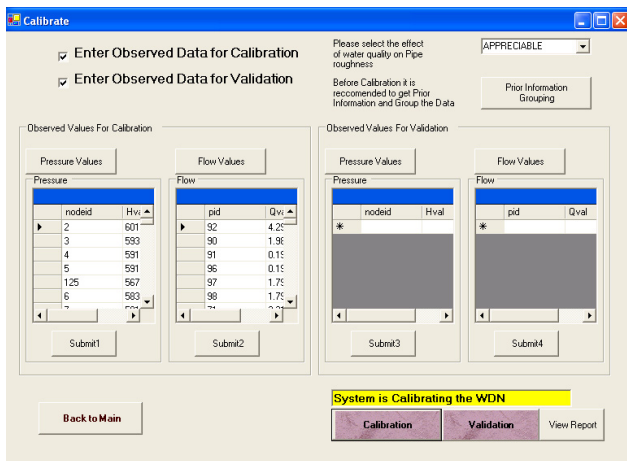 Calibrate
Enter Observed Data for Calibration
Enter Observed Data for Validation
Please select the effect
of water quality on Pipe
roughness
APPRECIABLE
Before Calibration it is
reccomended to get Prior
Information and Group the Data
Prior Information
Grouping
Observed Values For Calibration
Pressure Values
Flow Values
Pressure
nodeid
2 601
3 593
4 591
5 591
125 567
6 583
Flow
pid
92
90
91
96
97
98
Submit1
Submit2
Observed Values For Validation
Pressure Values
Flow Values
Pressure
nodeid Hval
*
Flow
pid Qval
*
Submit3
Submit4
System is Calibrating the WDN
Back to Main
Calibration
Validation
View Report